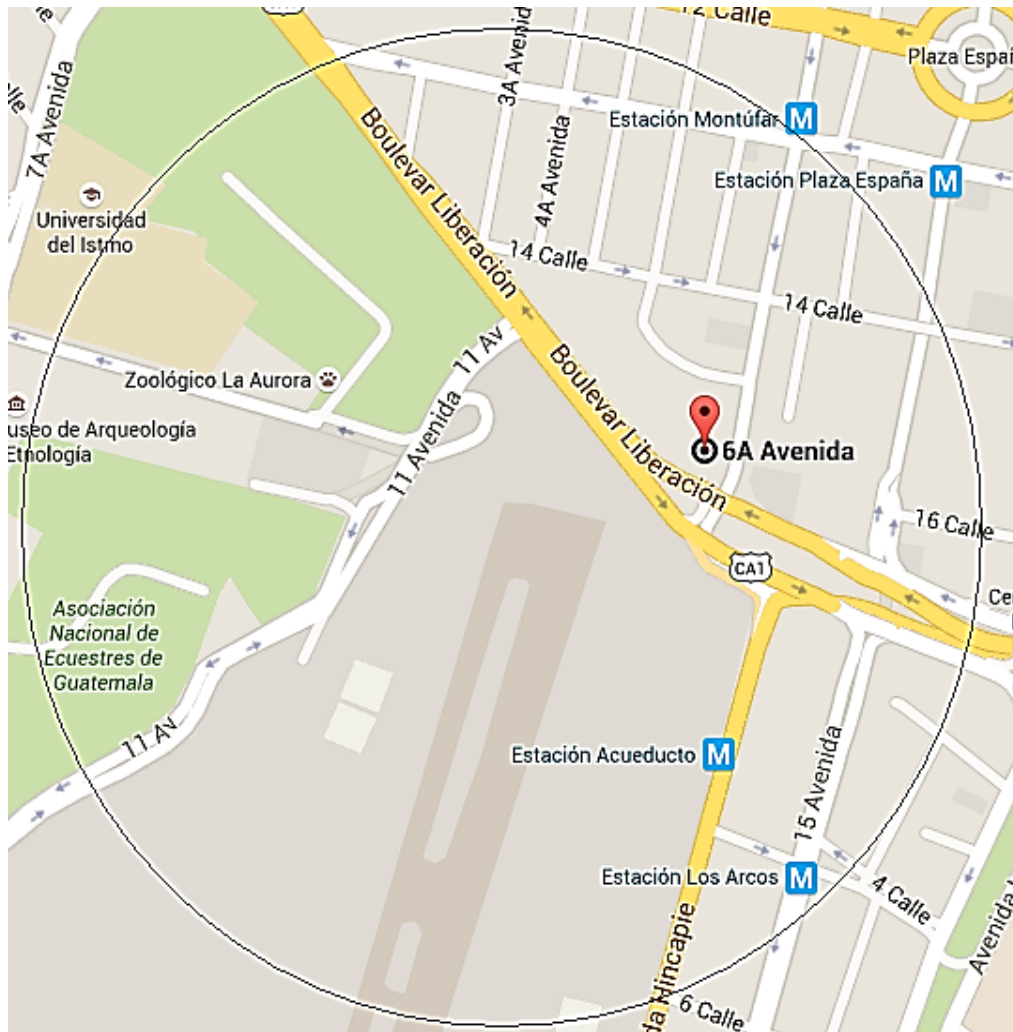 12 Calle
Plaza Espai
7A Avenida
lle
3A Avenid
Estación Montúfar
M
Boulevar Liberación
4A Avenida
Estación Plaza España
M
Universidad
del Istmo
14 Calle
14 Calle
11 Av
Zoológico La Aurora
Boulevar Liberación
useo de Arqueología
Etnología
11 Avenida
6A Avenida
16 Calle
CA1
Ce
Asociación
Nacional de
Ecuestres de
Guatemala
11 Av
Estación Acueducto
M
15 Avenida
Estación Los Arcos
M
4 Calle
Avenida
da Hincapie
6 Calle